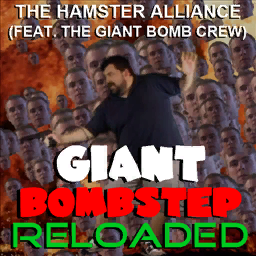 THE HAMSTER ALLIANCE
(FEAT. THE GIANT BOMB CREW)
GIANT
BOMBSTEP
RELOADED